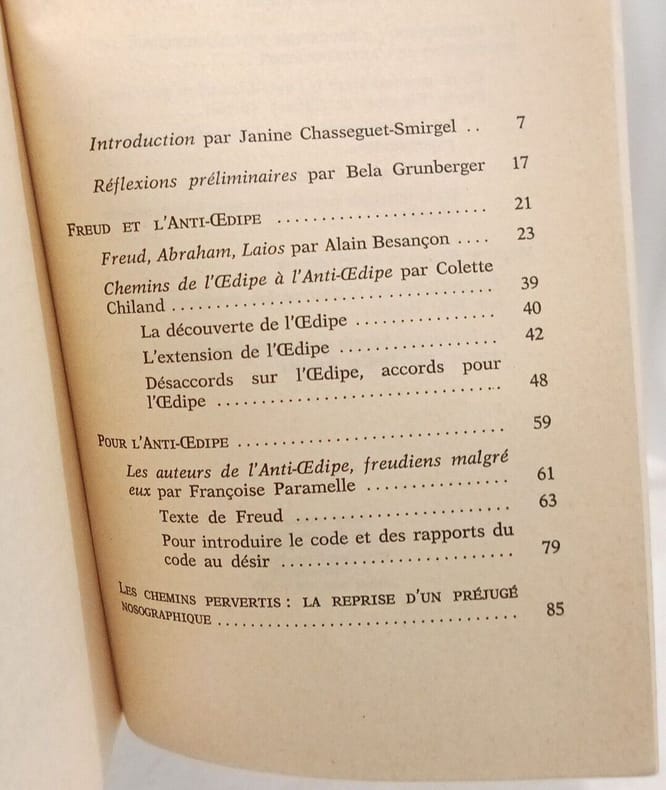 Introduction par Janine Chasseguet-Smirgel .. 7
Réflexions préliminaires par Bela Grunberger 17
FREUD ET L'ANTI-ŒDIPE ........................ 21
Freud, Abraham, Laios par Alain Besançon .... 23
Chemins de l'Œdipe à l'Anti-Œdipe par Colette
Chiland .................................... 39
La découverte de l'Œdipe ................ 40
L'extension de l'Œdipe .................. 42
Désaccords sur l'Œdipe, accords pour
l'Œdipe ................................ 48
POUR L'ANTI-ŒDIPE .............................. 59
Les auteurs de l'Anti-Œdipe, freudiens malgré
eux par Françoise Paramelle ................ 61
Texte de Freud ........................ 63
Pour introduire le code et des rapports du
code au désir .......................... 79
LES CHEMINS PERVERTIS : LA REPRISE D'UN PRÉJUGÉ
NOSOGRAPHIQUE .................................. 85